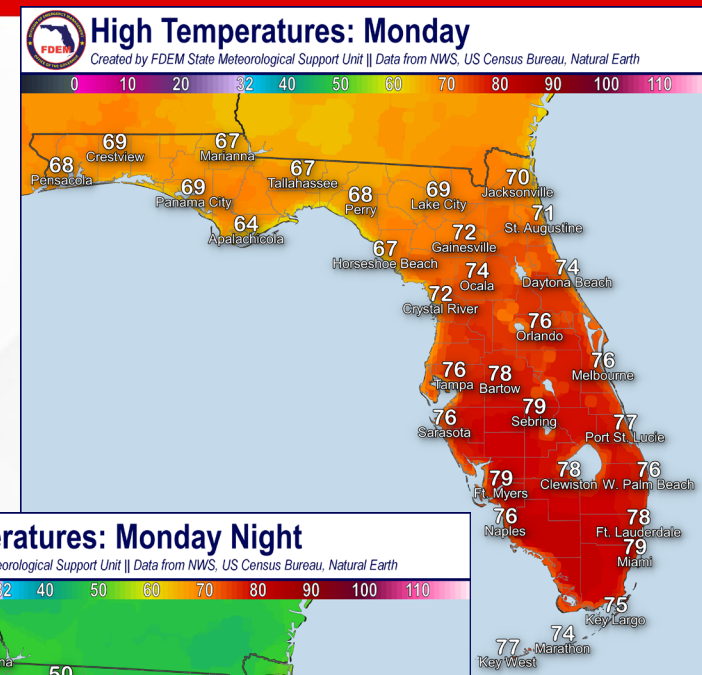 High Temperatures: Monday
Created by FDEM State Meteorological Support Unit || Data from NWS, US Census Bureau, Natural Earth
FDEM
0 10 20 32 40 50 60 70 80 90 100 110
69
Crestview
67
Marianna
68
Pensacola
67
Tallahassee
69
Panama City
68
Perry
69
Lake City
70
Jacksonville
64
Apalachicola
71
St. Augustine
72
Gainesville
67
Horseshoe Beach
74
Ocala
74
Daytona Beach
72
Crystal River
76
Orlando
76
Melbourne
76
Tampa
78
Bartow
79
Sebring
76
Sarasota
77
Port St. Lucie
79
Ft. Myers
78
Clewiston
76
W. Palm Beach
76
Naples
78
Ft. Lauderdale
79
Miami
75
Key Largo
74
Marathon
77
Key West
eratures: Monday Night
eorological Support Unit || Data from NWS, US Census Bureau, Natural Earth
32 40 50 60 70 80 90 100 110
na
50